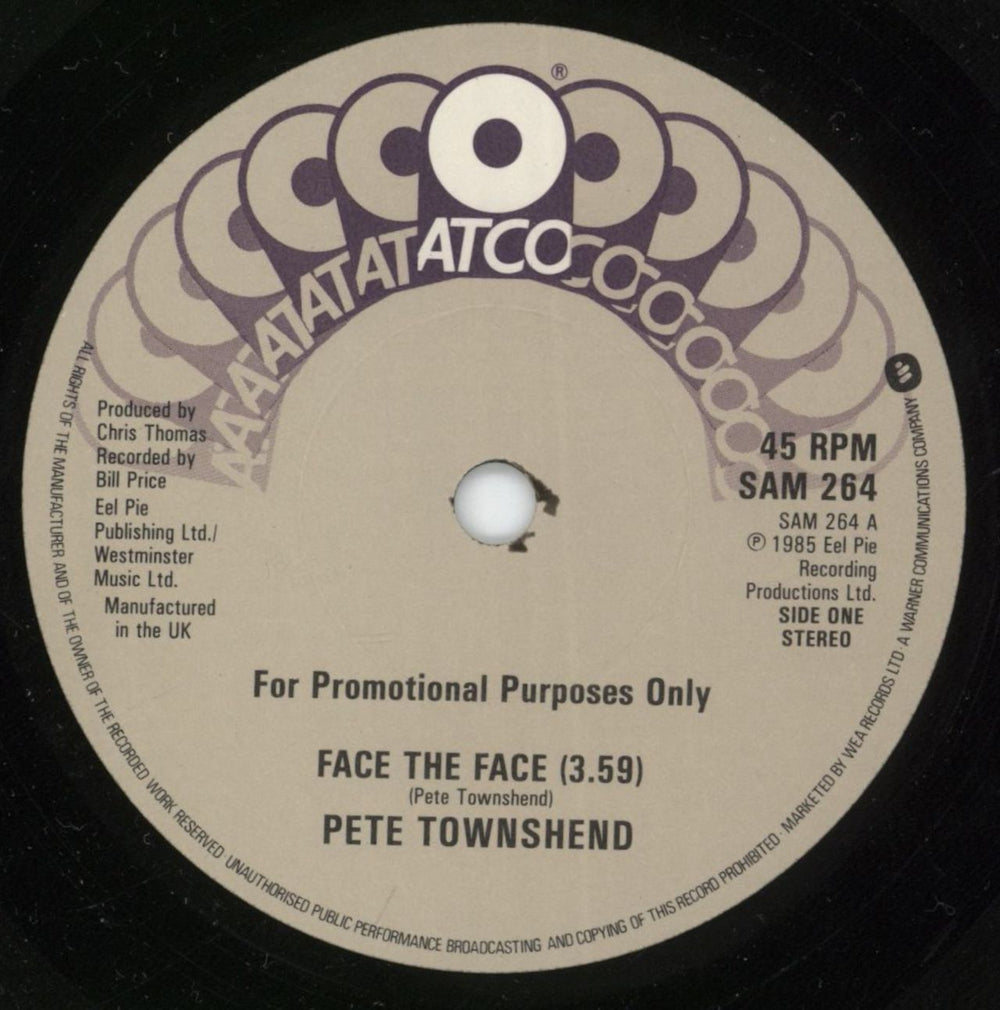 ®
ATCO
Produced by
Chris Thomas
Recorded by
Bill Price
Eel Pie
Publishing Ltd./
Westminster
Music Ltd.
Manufactured
in the UK
45 RPM
SAM 264
SAM 264 A
℗ 1985 Eel Pie
Recording
Productions Ltd.
SIDE ONE
STEREO
For Promotional Purposes Only
FACE THE FACE (3.59)
(Pete Townshend)
PETE TOWNSHEND
ALL RIGHTS OF THE MANUFACTURER AND OF THE OWNER OF THE RECORDED WORK RESERVED · UNAUTHORISED PUBLIC PERFORMANCE BROADCASTING AND COPYING OF THIS RECORD PROHIBITED · MARKETED BY WEA RECORDS LTD · A WARNER COMMUNICATIONS COMPANY